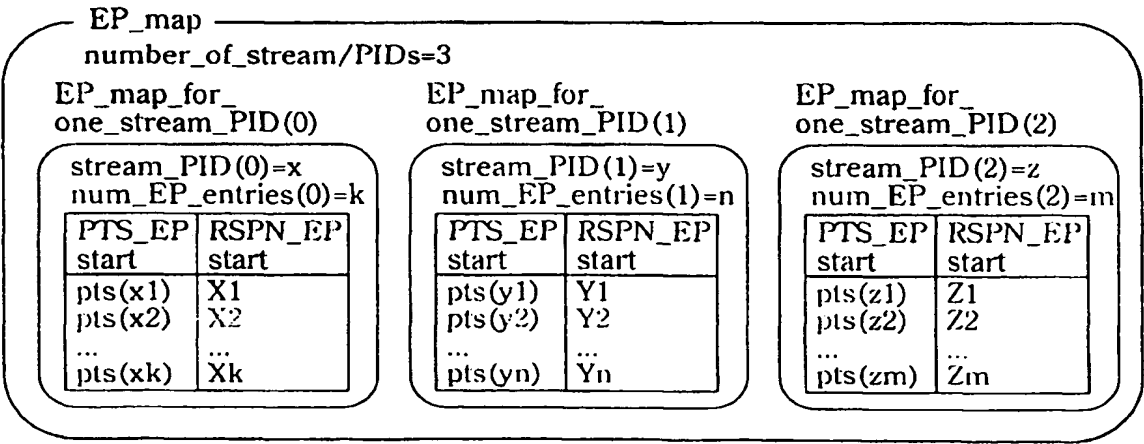 EP_map
number_of_stream/PIDs=3
EP_map_for_
one_stream_PID(0)
stream_PID(0)=x
num_EP_entries(0)=k
PTS_EP RSPN_EP
start start
pts(x1) X1
pts(x2) X2
... ...
pts(xk) Xk
EP_map_for_
one_stream_PID(1)
stream_PID(1)=y
num_EP_entries(1)=n
PTS_EP RSPN_EP
start start
pts(y1) Y1
pts(y2) Y2
... ...
pts(yn) Yn
EP_map_for_
one_stream_PID(2)
stream_PID(2)=z
num_EP_entries(2)=m
PTS_EP RSPN_EP
start start
pts(z1) Z1
pts(z2) Z2
... ...
pts(zm) Zm